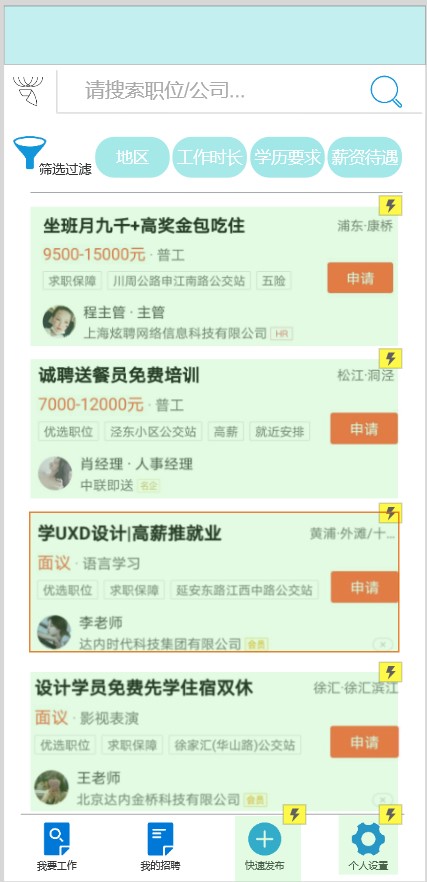 请搜索职位/公司...
筛选过滤
地区
工作时长
学历要求
薪资待遇
坐班月九千+高奖金包吃住
浦东·康桥
9500-15000元 · 普工
求职保障 川周公路申江南路公交站 五险
申请
程主管 · 主管
上海炫聘网络信息科技有限公司 HR
诚聘送餐员免费培训
松江·洞泾
7000-12000元 · 普工
优选职位 泾东小区公交站 高薪 就近安排
申请
肖经理 · 人事经理
中联即送 名企
学UXD设计|高薪推就业
黄浦·外滩/十...
面议 · 语言学习
优选职位 求职保障 延安东路江西中路公交站
申请
李老师
达内时代科技集团有限公司 会员
设计学员免费先学住宿双休
徐汇·徐汇滨江
面议 · 影视表演
优选职位 求职保障 徐家汇(华山路)公交站
申请
王老师
北京达内金桥科技有限公司 会员
我要工作
我的招聘
快速发布
个人设置